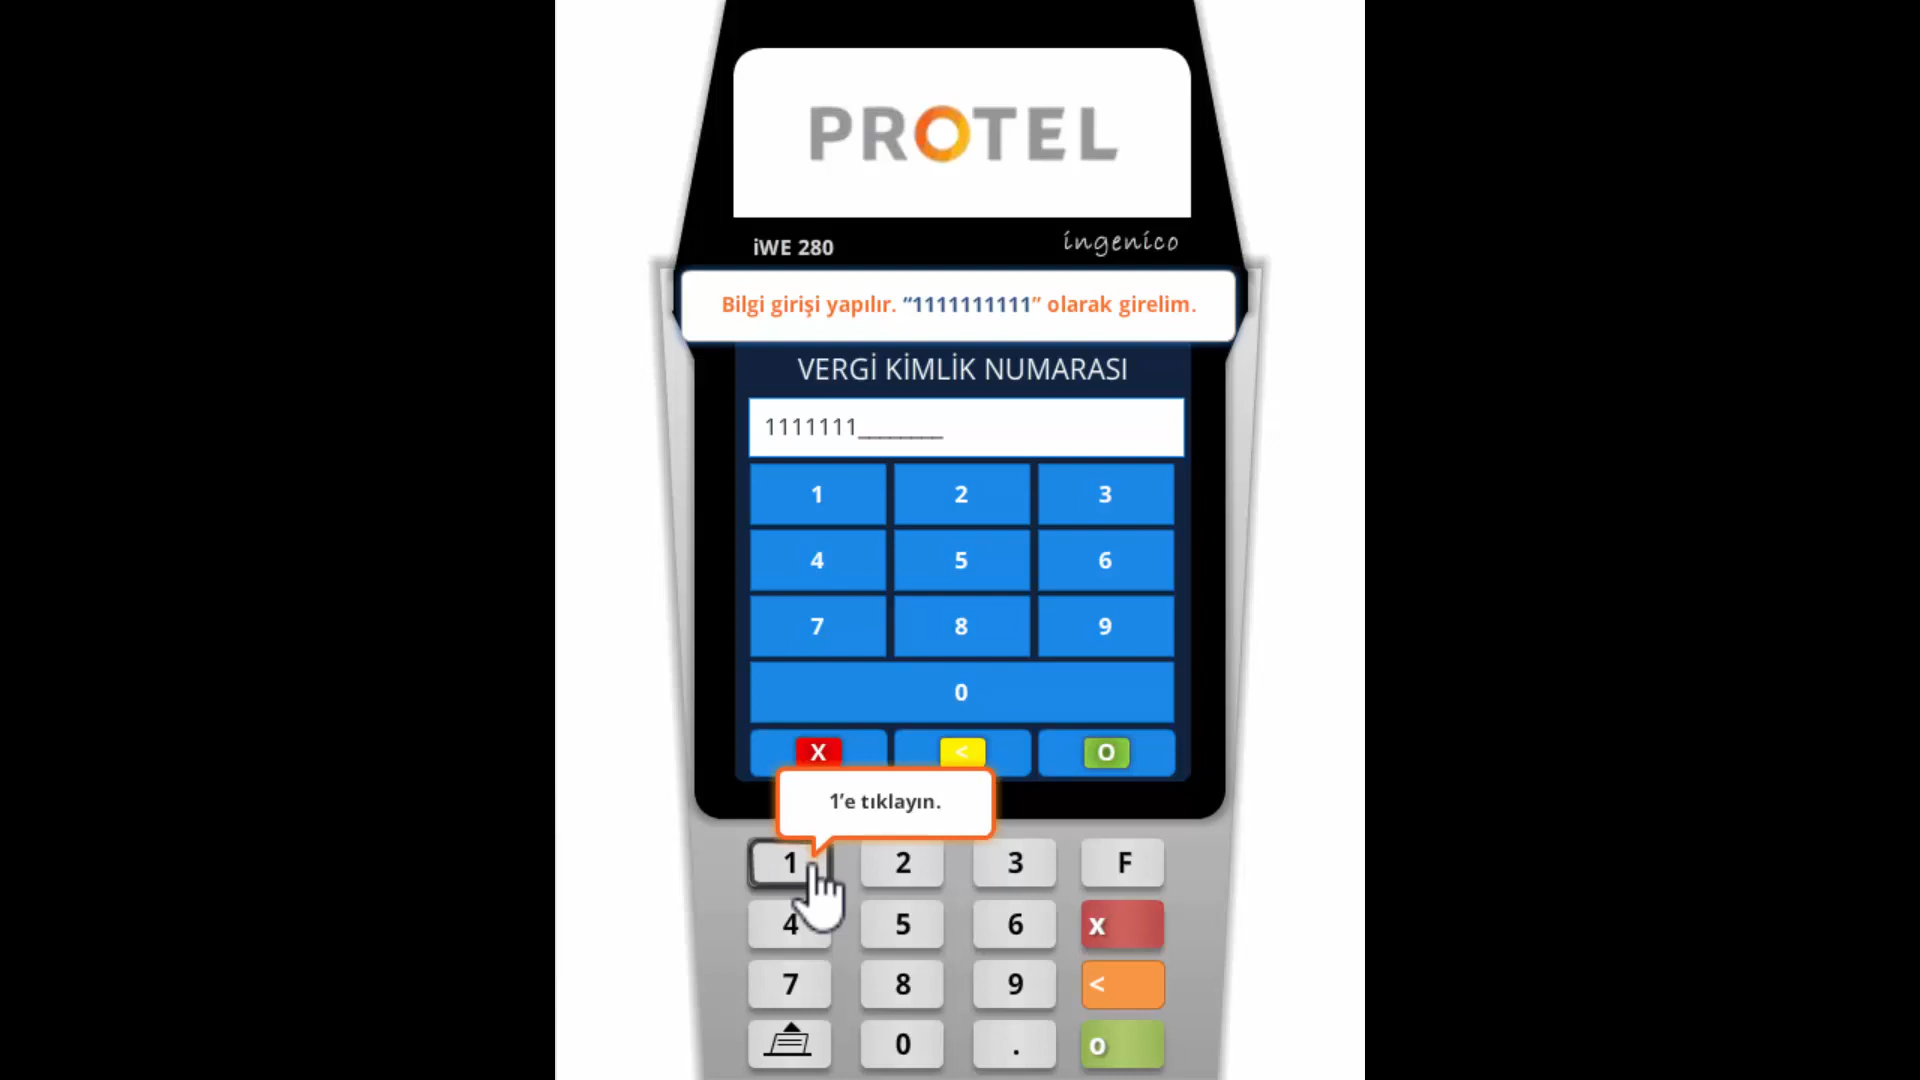 PROTEL
iWE 280
ingenico
Bilgi girişi yapılır. “1111111111” olarak girelim.
VERGİ KİMLİK NUMARASI
1111111________
1 2 3
4 5 6
7 8 9
0
X < O
1’e tıklayın.
1 2 3 F
4 5 6 x
7 8 9 <
0 . o